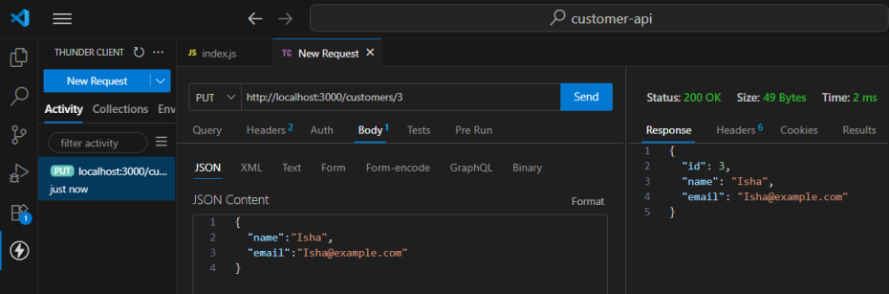 customer-api
THUNDER CLIENT
New Request
Activity Collections Env
filter activity
PUT localhost:3000/cu...
just now
1
JS index.js
TC New Request
PUT http://localhost:3000/customers/3 Send
Query Headers 2 Auth Body 1 Tests Pre Run
JSON XML Text Form Form-encode GraphQL Binary
JSON Content Format
1 {
2 "name":"Isha",
3 "email":"Isha@example.com"
4 }
Status: 200 OK Size: 49 Bytes Time: 2 ms
Response Headers 6 Cookies Results
1 {
2 "id": 3,
3 "name": "Isha",
4 "email": "Isha@example.com"
5 }